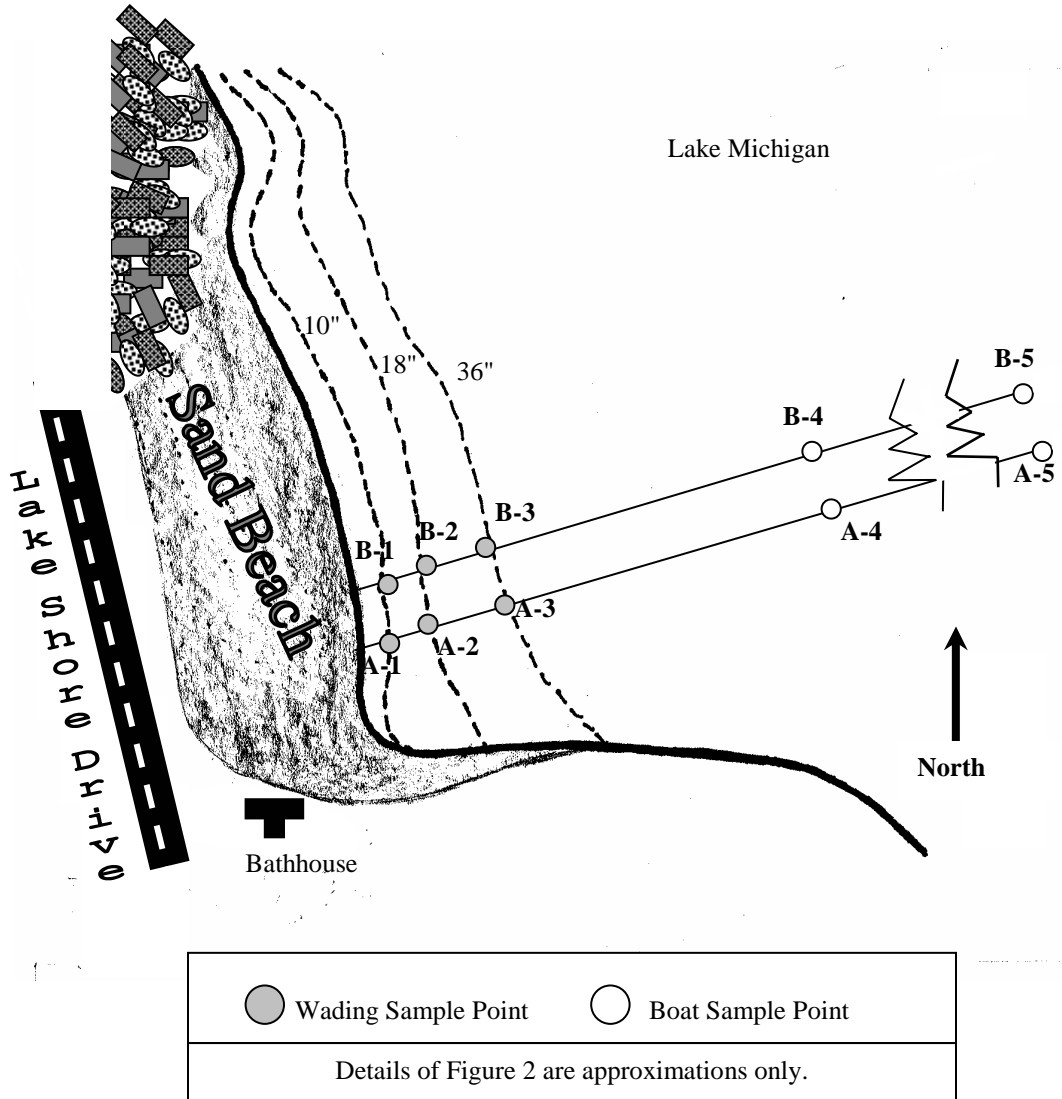 Lake Michigan
10"
18"
36"
B-5
B-4
A-5
A-4
B-3
B-2
B-1
A-3
A-2
A-1
Sand Beach
Lake Shore Drive
North
Bathhouse
Wading Sample Point
Boat Sample Point
Details of Figure 2 are approximations only.